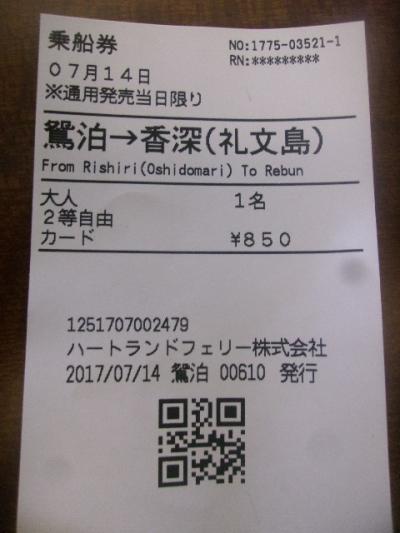 乗船券 NO:1775-03521-1
RN:*********
07月14日
※通用発売当日限り
鴛泊→香深(礼文島)
From Rishiri(Oshidomari) To Rebun
大人 1名
2等自由
カード ¥850
1251707002479
ハートランドフェリー株式会社
2017/07/14 鴛泊 00610 発行